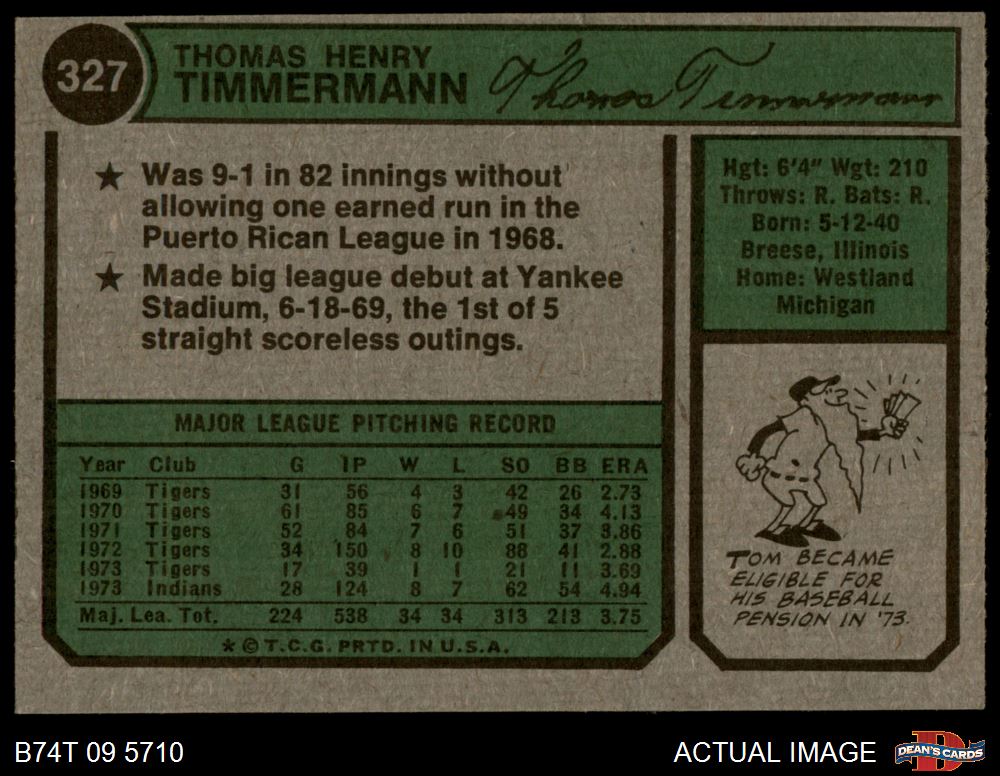 327
THOMAS HENRY
TIMMERMANN
Thomas Timmermann
★ Was 9-1 in 82 innings without
allowing one earned run in the
Puerto Rican League in 1968.
★ Made big league debut at Yankee
Stadium, 6-18-69, the 1st of 5
straight scoreless outings.
Hgt: 6'4" Wgt: 210
Throws: R. Bats: R.
Born: 5-12-40
Breese, Illinois
Home: Westland
Michigan
MAJOR LEAGUE PITCHING RECORD
Year Club G IP W L SO BB ERA
1969 Tigers 31 56 4 3 42 26 2.73
1970 Tigers 61 85 6 7 49 34 4.13
1971 Tigers 52 84 7 6 51 37 3.86
1972 Tigers 34 150 8 10 88 41 2.88
1973 Tigers 17 39 1 1 21 11 3.69
1973 Indians 28 124 8 7 62 54 4.94
Maj. Lea. Tot. 224 538 34 34 313 213 3.75
★ © T.C.G. PRTD. IN U.S.A.
TOM BECAME
ELIGIBLE FOR
HIS BASEBALL
PENSION IN '73.
B74T 09 5710
ACTUAL IMAGE
DEAN'S CARDS